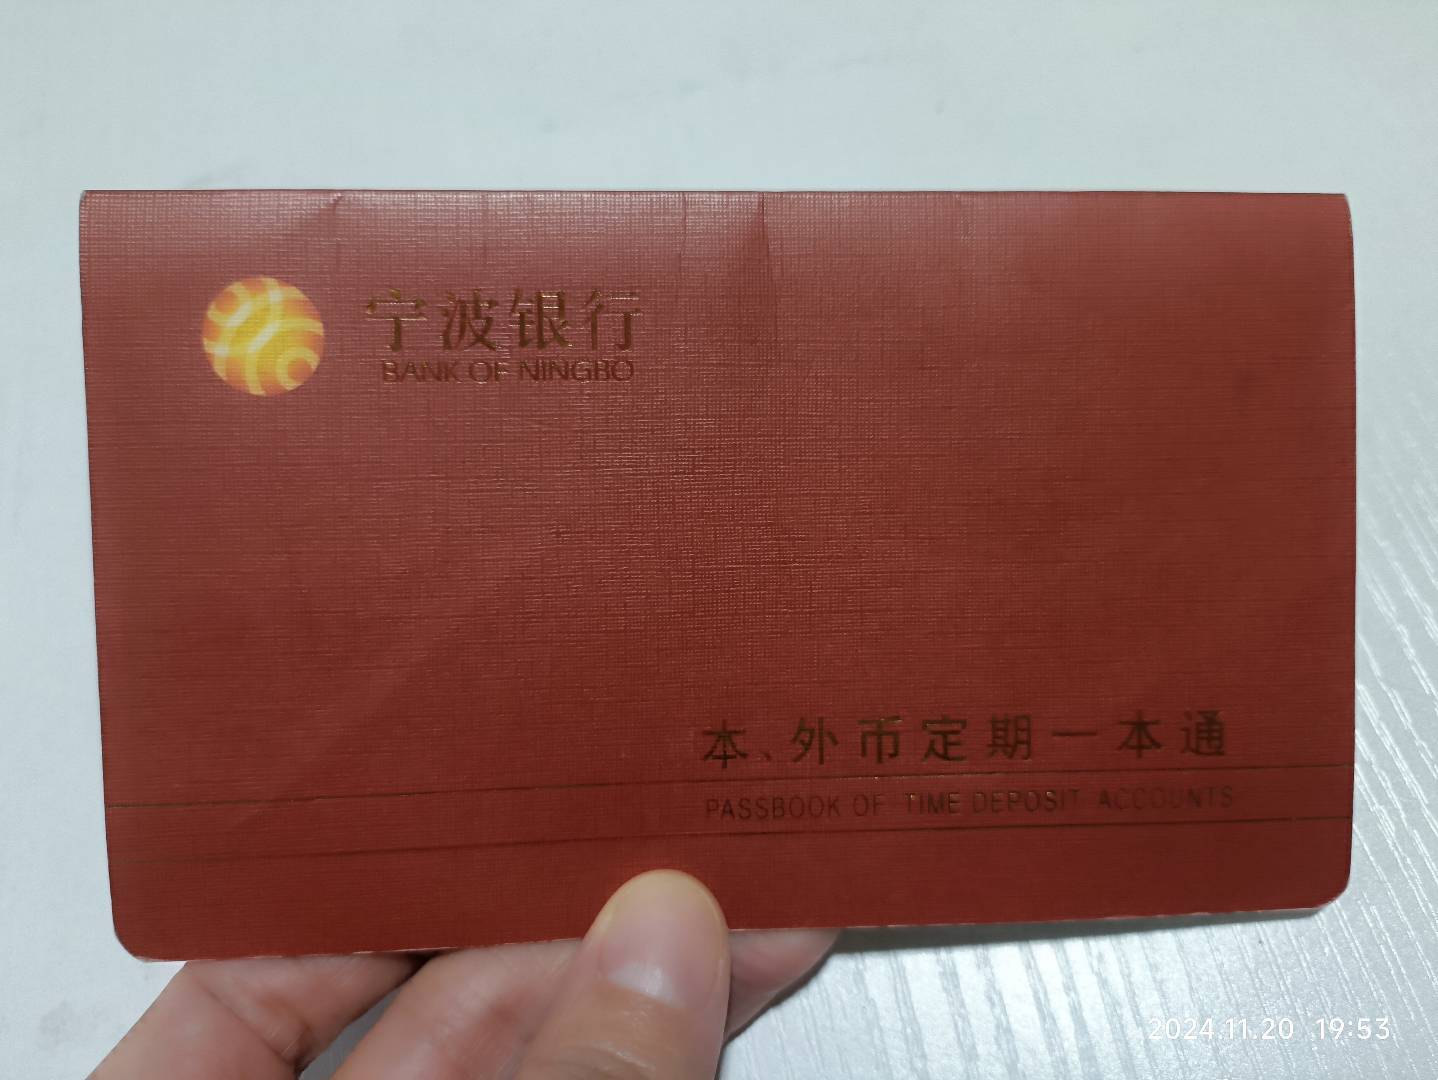 宁波银行
BANK OF NINGBO
本、外币定期一本通
PASSBOOK OF TIME DEPOSIT ACCOUNTS
2024.11.20 19:53